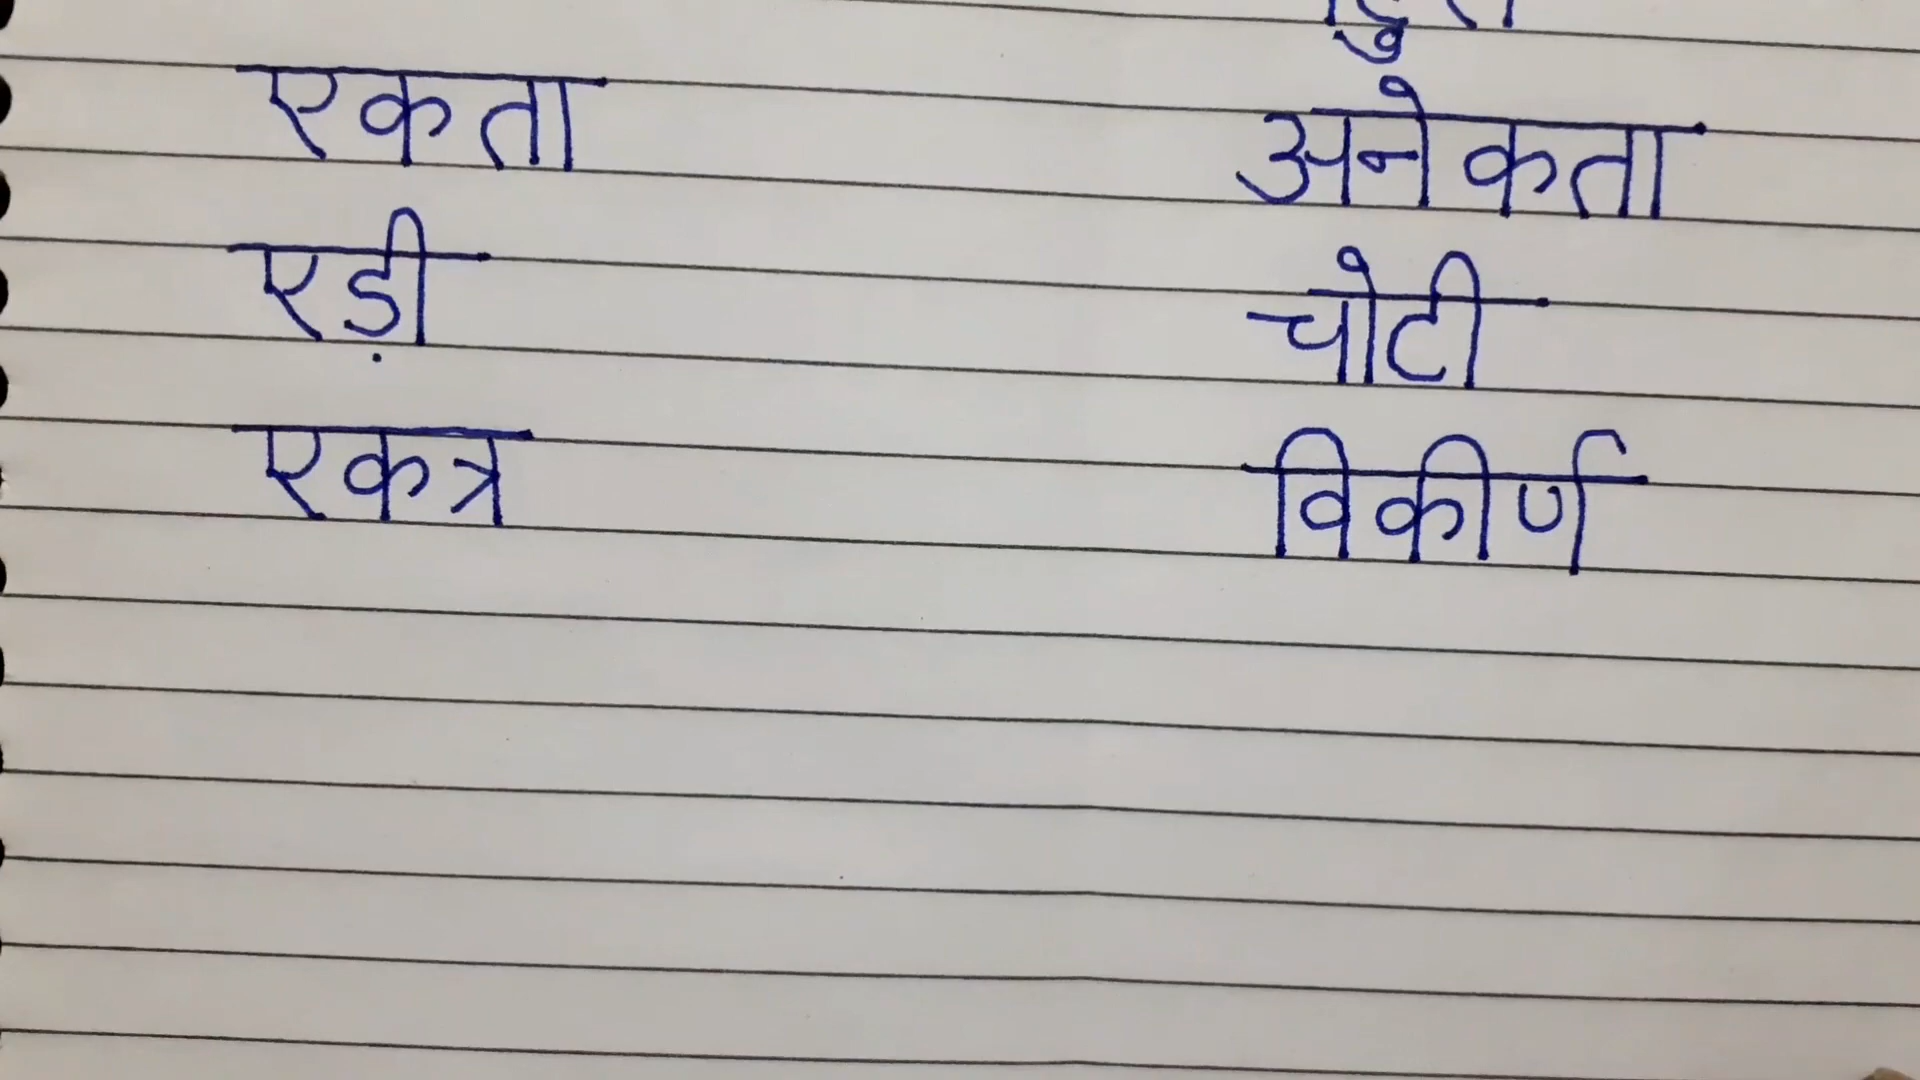 एकता अनेकता
एड़ी चोटी
एकत्र विकीर्ण